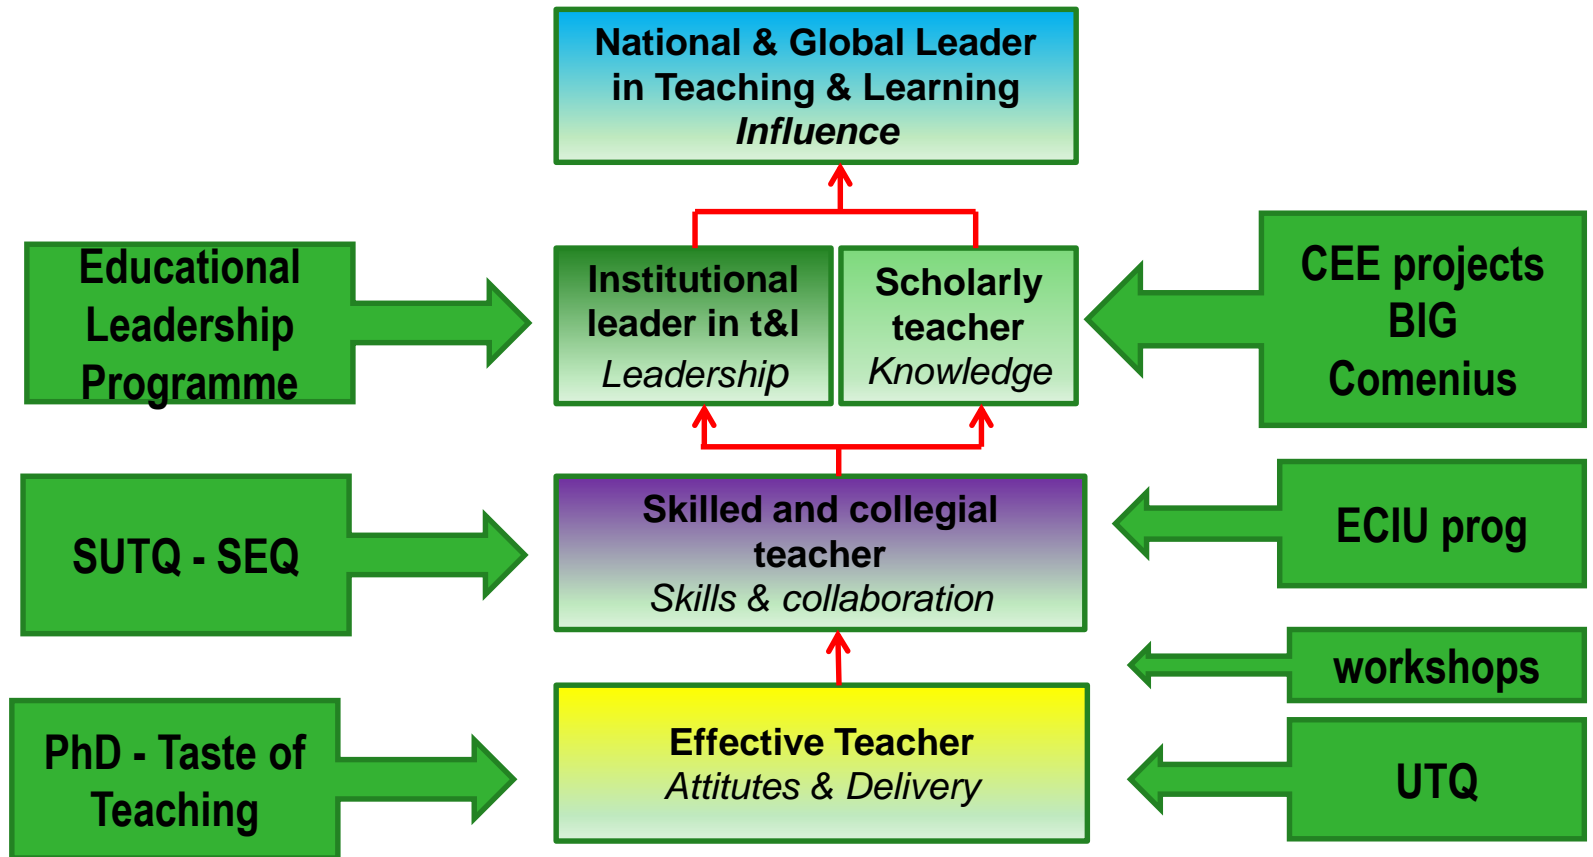 National & Global Leader
in Teaching & Learning
Influence
Educational
Leadership
Programme
Institutional
leader in t&l
Leadership
Scholarly
teacher
Knowledge
CEE projects
BIG
Comenius
SUTQ - SEQ
Skilled and collegial
teacher
Skills & collaboration
ECIU prog
workshops
PhD - Taste of
Teaching
Effective Teacher
Attitutes & Delivery
UTQ